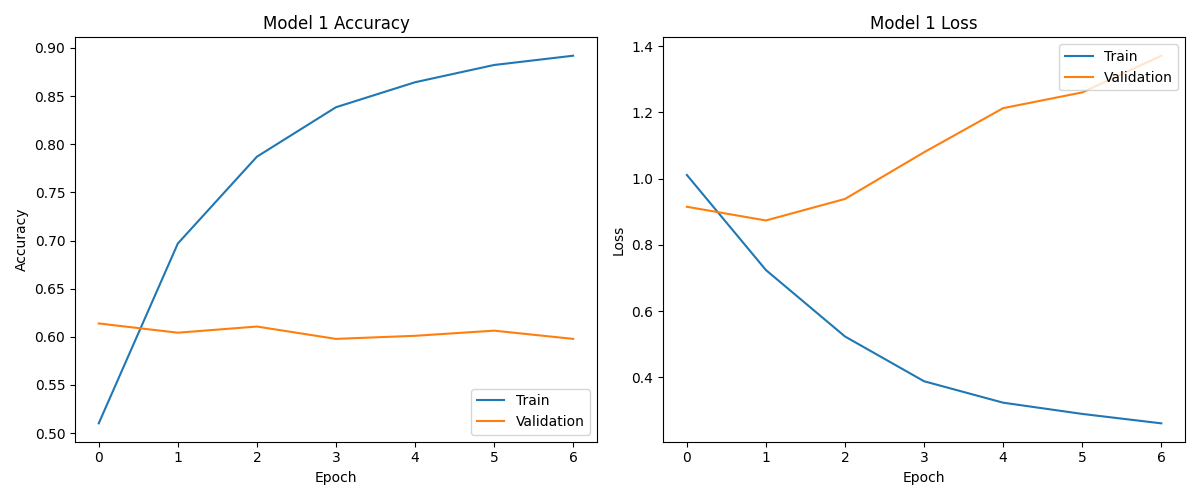 Model 1 Accuracy
Accuracy
0.90
0.85
0.80
0.75
0.70
0.65
0.60
0.55
0.50
0 1 2 3 4 5 6
Epoch
Train
Validation
Model 1 Loss
Loss
1.4
1.2
1.0
0.8
0.6
0.4
0 1 2 3 4 5 6
Epoch
Train
Validation